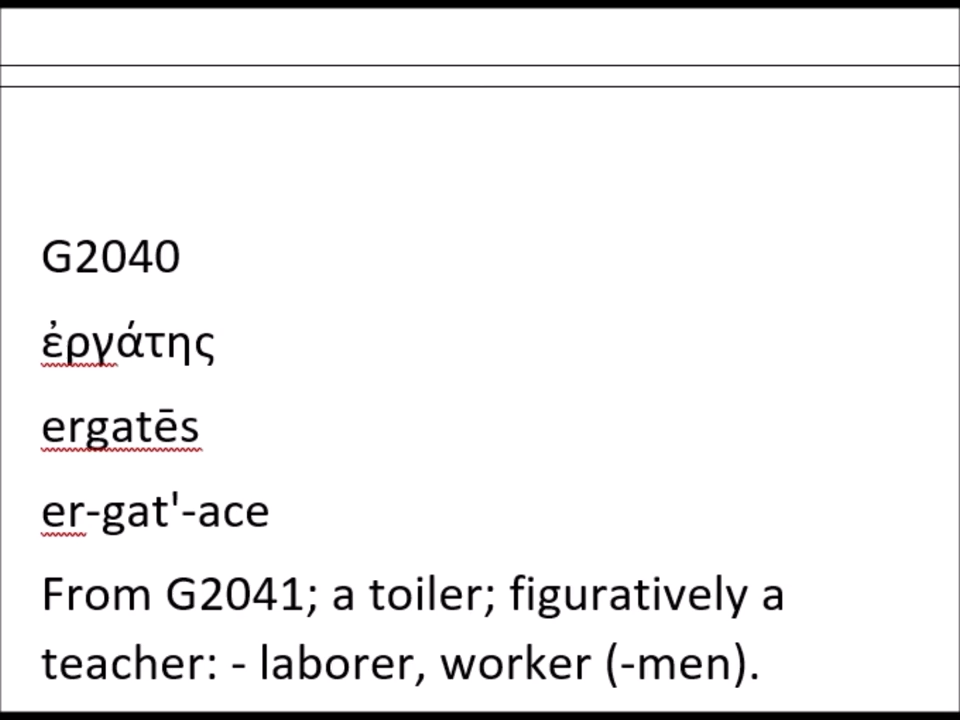 G2040
ἐργάτης
ergatēs
er-gat'-ace
From G2041; a toiler; figuratively a
teacher: - laborer, worker (-men).